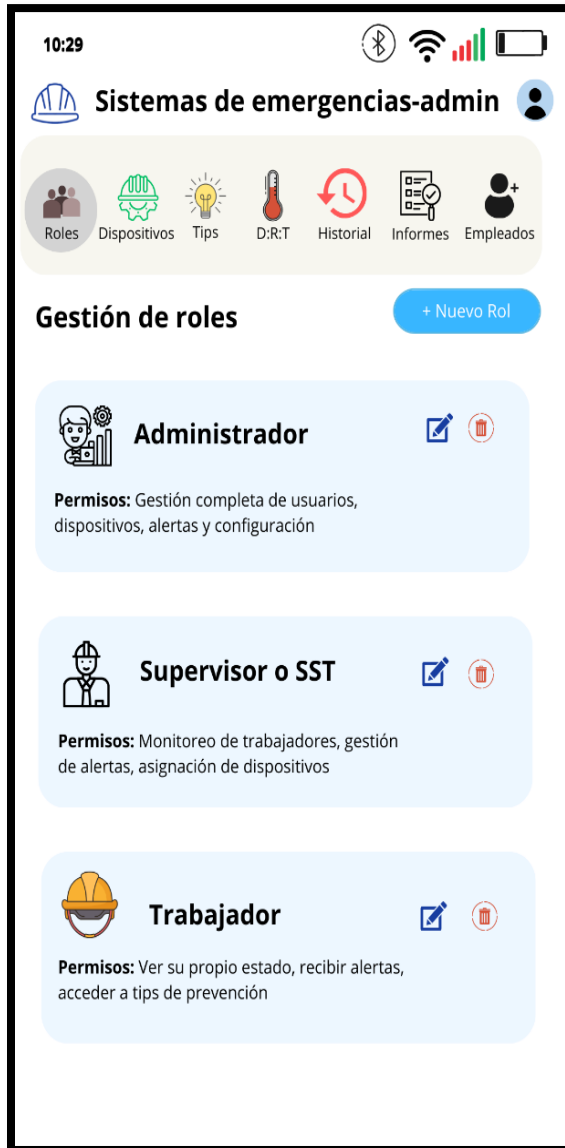 10:29
Sistemas de emergencias-admin
Roles Dispositivos Tips D:R:T Historial Informes Empleados
Gestión de roles
+ Nuevo Rol
Administrador
Permisos: Gestión completa de usuarios,
dispositivos, alertas y configuración
Supervisor o SST
Permisos: Monitoreo de trabajadores, gestión
de alertas, asignación de dispositivos
Trabajador
Permisos: Ver su propio estado, recibir alertas,
acceder a tips de prevención